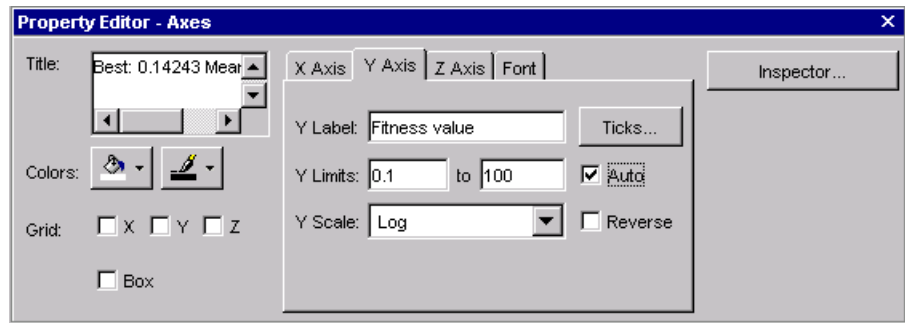 Property Editor - Axes
Title:
Best: 0.14243 Mear
X Axis Y Axis Z Axis Font
Inspector...
Y Label: Fitness value Ticks...
Colors:
Y Limits: 0.1 to 100 Auto
Grid: X Y Z
Y Scale: Log Reverse
Box